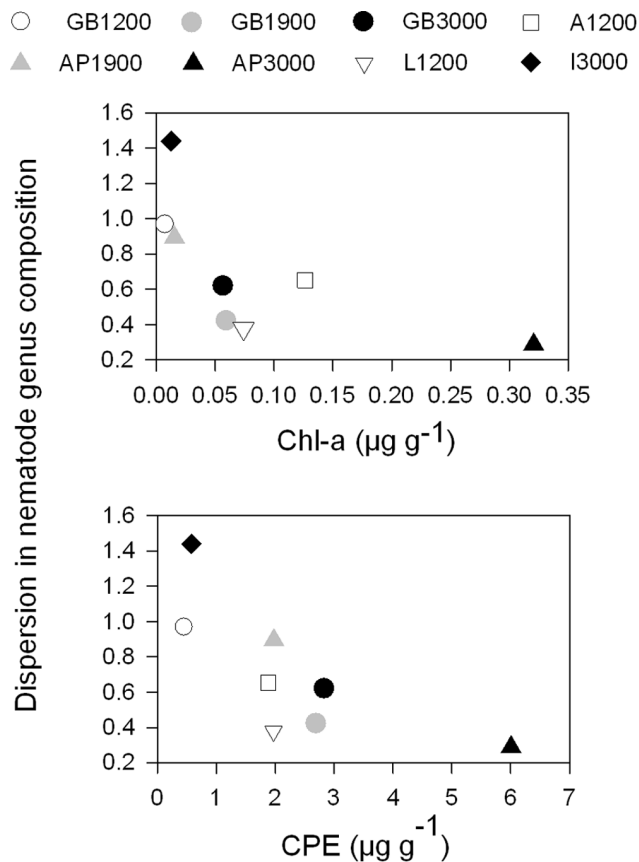 GB1200 GB1900 GB3000 A1200
AP1900 AP3000 L1200 I3000
Dispersion in nematode genus composition
1.6
1.4
1.2
1.0
0.8
0.6
0.4
0.2
0.00 0.05 0.10 0.15 0.20 0.25 0.30 0.35
Chl-a (µg g-1)
1.6
1.4
1.2
1.0
0.8
0.6
0.4
0.2
0 1 2 3 4 5 6 7
CPE (µg g-1)